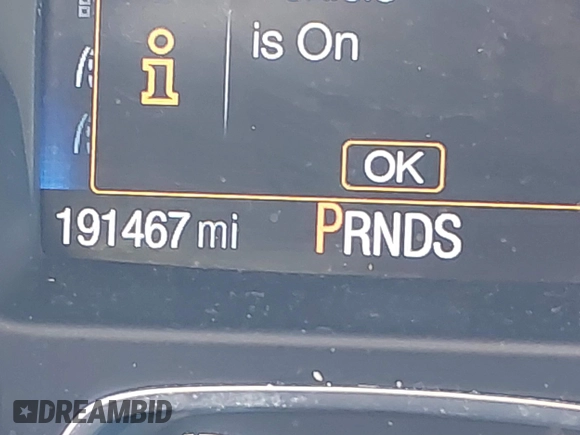 is On
OK
191467 mi PRNDS
DREAMBID